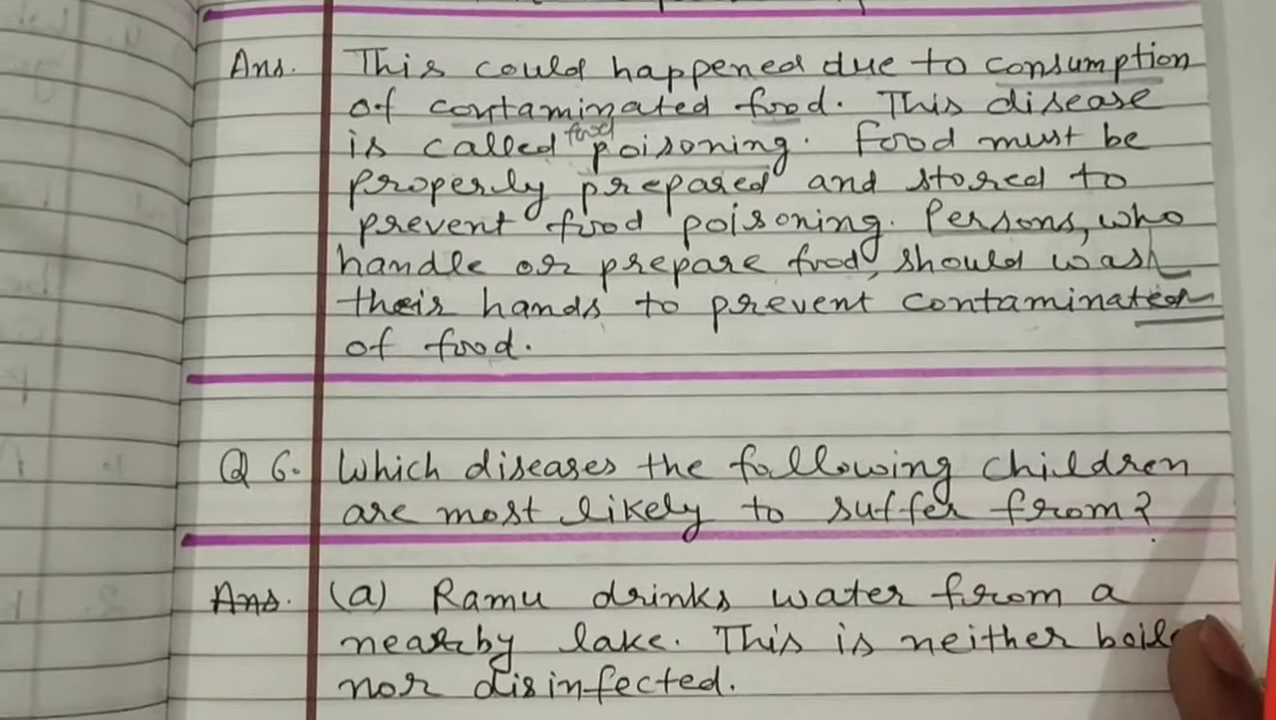 Ans. This could happened due to consumption
of contaminated food. This disease
is called food poisoning. Food must be
properly prepared and stored to
prevent food poisoning. Persons, who
handle or prepare food, should wash
their hands to prevent contaminated
of food.
Q 6. Which diseases the following children
are most likely to suffer from?
Ans. (a) Ramu drinks water from a
nearby lake. This is neither
nor disinfected.